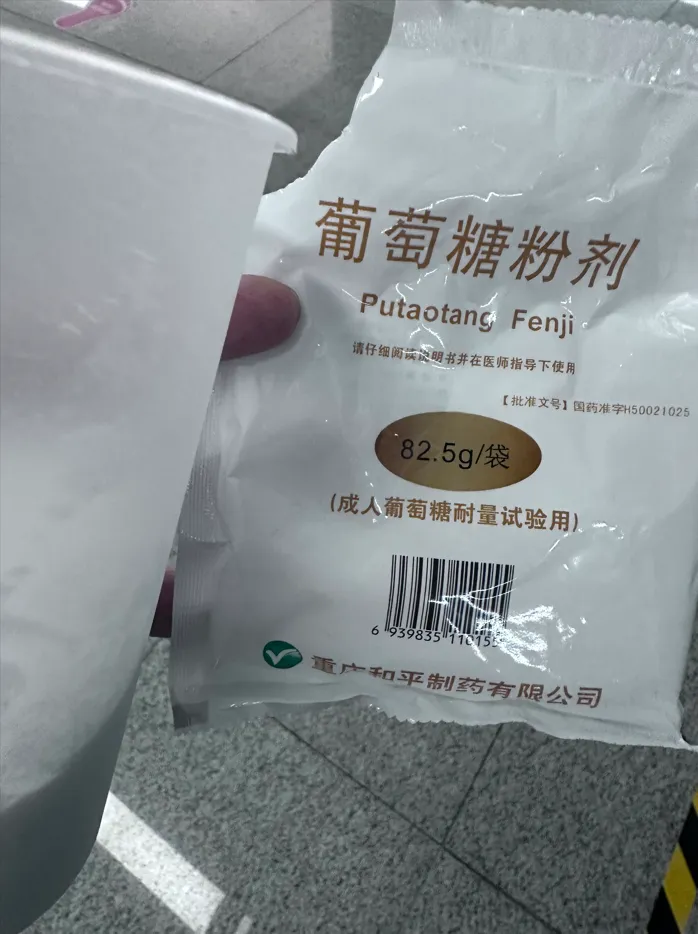 葡萄糖粉剂
Putaotang Fenji
请仔细阅读说明书并在医师指导下使用
【批准文号】国药准字H50021025
82.5g/袋
(成人葡萄糖耐量试验用)
6 939835 110155
重庆和平制药有限公司